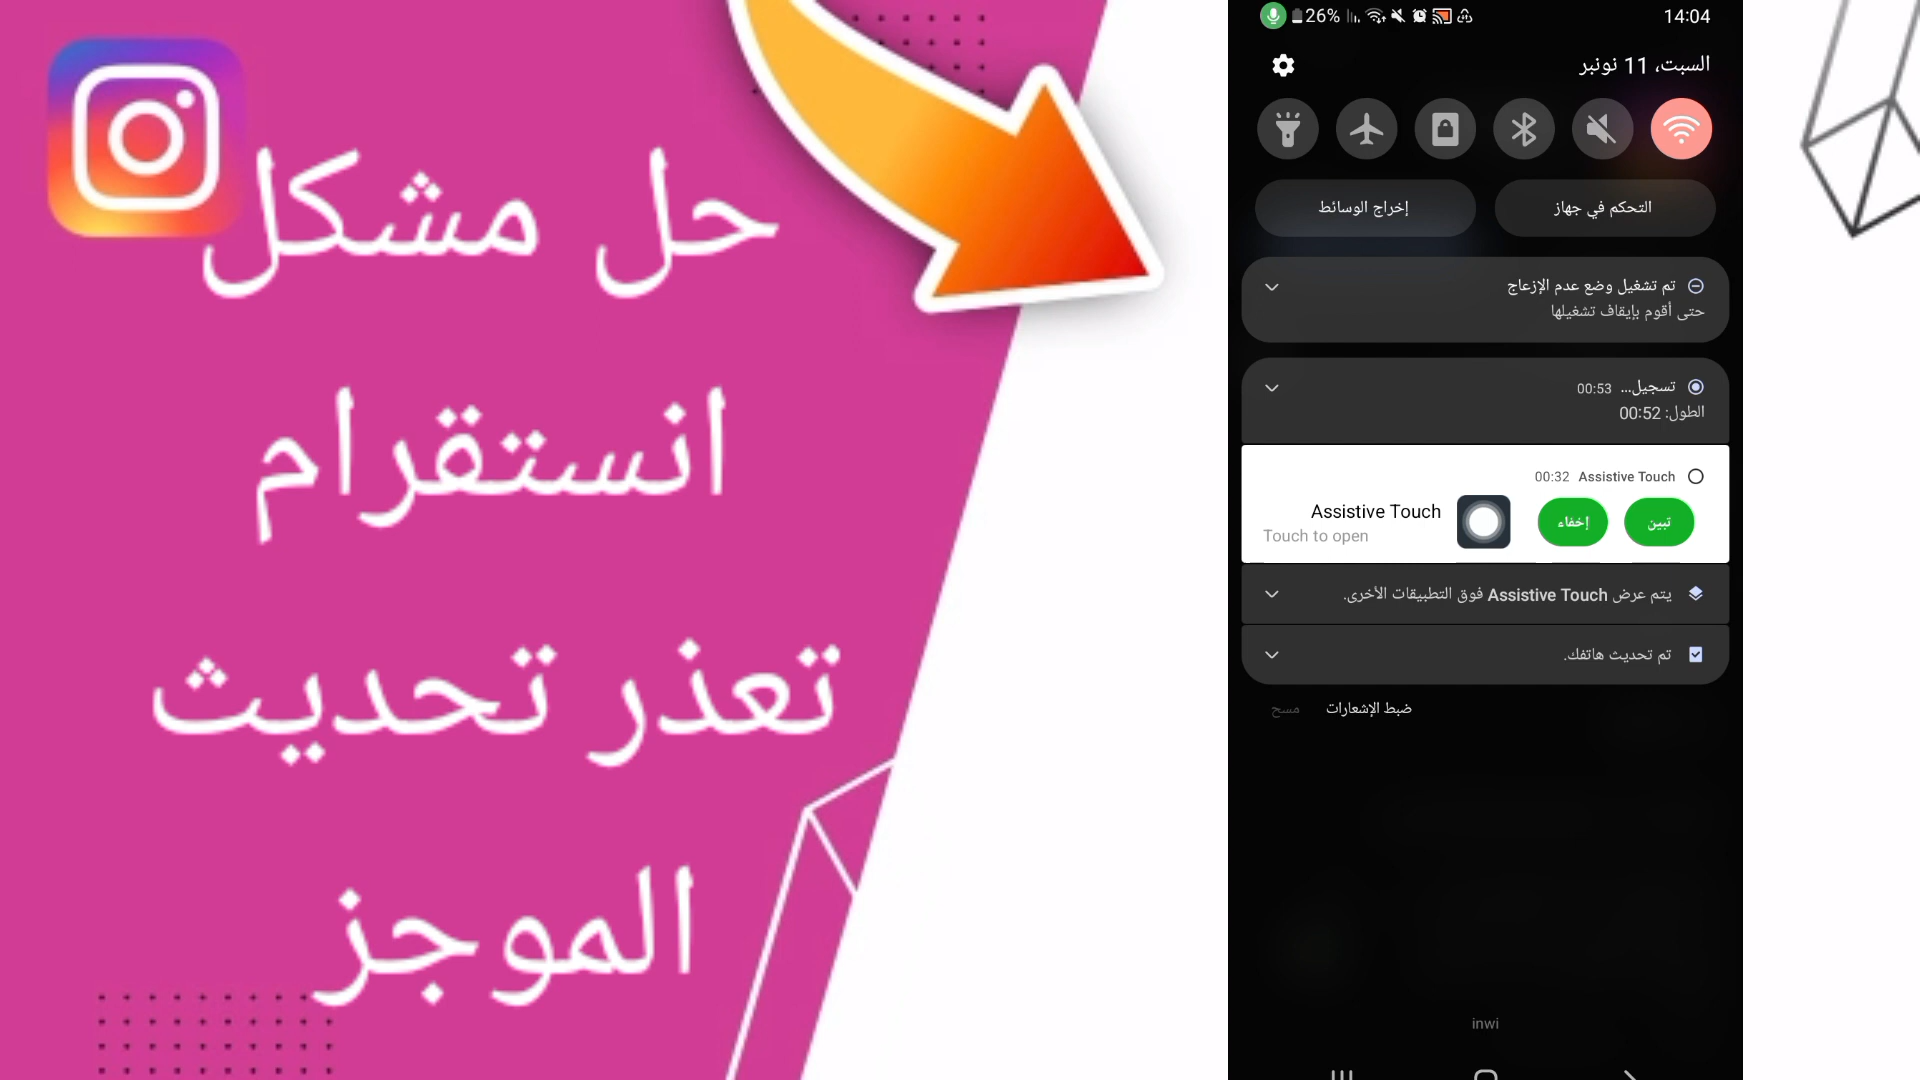 حل مشكل
انستقرام
تعذر تحديث
الموجز
26%
14:04
السبت، 11 نونبر
التحكم في جهاز
إخراج الوسائط
تم تشغيل وضع عدم الإزعاج
حتى أقوم بإيقاف تشغيلها
تسجيل... 00:53
الطول: 00:52
Assistive Touch 00:32
تبين
إخفاء
Assistive Touch
Touch to open
يتم عرض Assistive Touch فوق التطبيقات الأخرى.
تم تحديث هاتفك.
ضبط الإشعارات
مسح
inwi